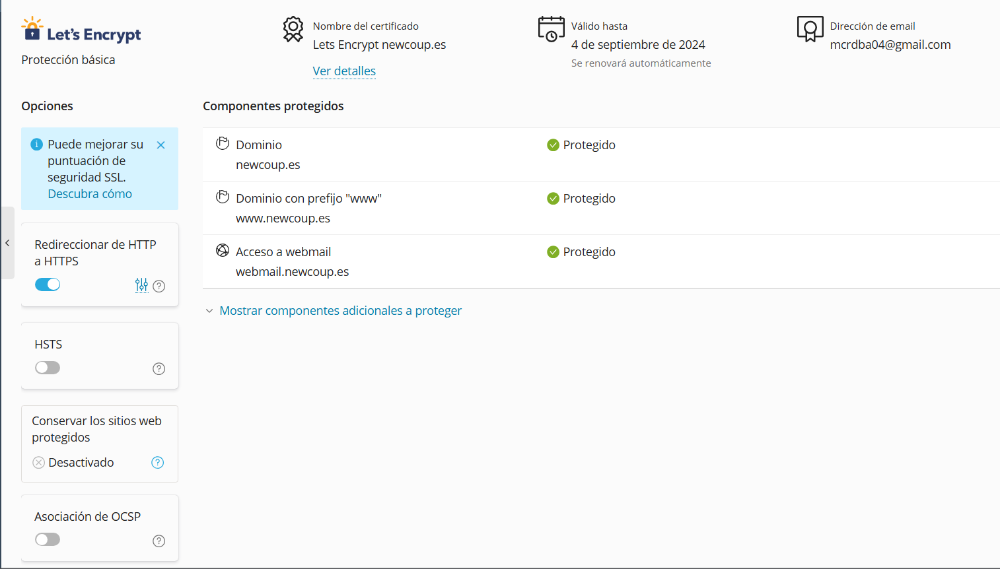 Let's Encrypt
Protección básica
Nombre del certificado
Lets Encrypt newcoup.es
Ver detalles
Válido hasta
4 de septiembre de 2024
Se renovará automáticamente
Dirección de email
mcrdba04@gmail.com
Opciones
Puede mejorar su
puntuación de
seguridad SSL.
Descubra cómo
Redireccionar de HTTP
a HTTPS
HSTS
Conservar los sitios web
protegidos
Desactivado
Asociación de OCSP
Componentes protegidos
Dominio
newcoup.es
Protegido
Dominio con prefijo "www"
www.newcoup.es
Protegido
Acceso a webmail
webmail.newcoup.es
Protegido
Mostrar componentes adicionales a proteger